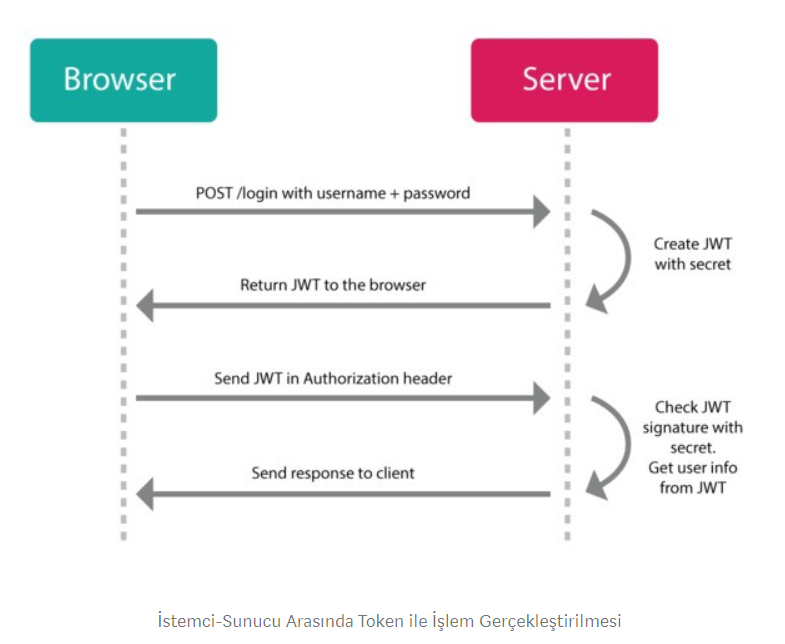 Browser
Server
POST /login with username + password
Create JWT
with secret
Return JWT to the browser
Send JWT in Authorization header
Check JWT
signature with
secret.
Get user info
from JWT
Send response to client
İstemci-Sunucu Arasında Token ile İşlem Gerçekleştirilmesi